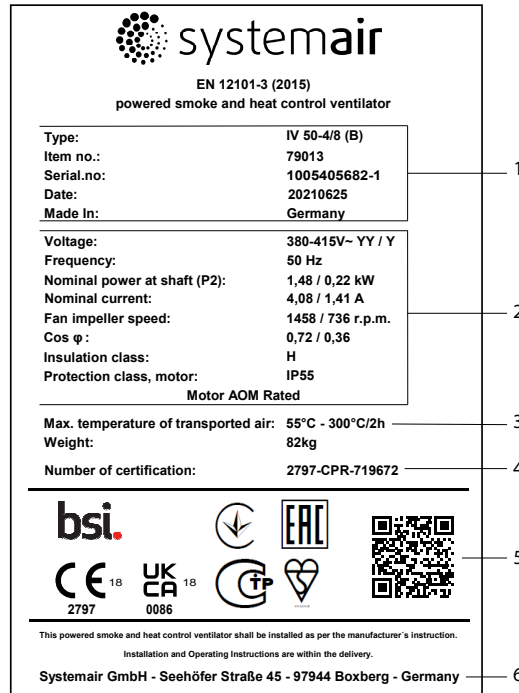 systemair
EN 12101-3 (2015)
powered smoke and heat control ventilator
Type: IV 50-4/8 (B)
Item no.: 79013
Serial.no: 1005405682-1
Date: 20210625
Made In: Germany
1
Voltage: 380-415V~ YY / Y
Frequency: 50 Hz
Nominal power at shaft (P2): 1,48 / 0,22 kW
Nominal current: 4,08 / 1,41 A
Fan impeller speed: 1458 / 736 r.p.m.
Cos φ : 0,72 / 0,36
Insulation class: H
Protection class, motor: IP55
Motor AOM Rated
2
Max. temperature of transported air: 55°C - 300°C/2h 3
Weight: 82kg
Number of certification: 2797-CPR-719672 4
bsi. EAC
CE 18 UK CA 18 СТР
2797 0086
5
This powered smoke and heat control ventilator shall be installed as per the manufacturer´s instruction.
Installation and Operating Instructions are within the delivery.
Systemair GmbH - Seehöfer Straße 45 - 97944 Boxberg - Germany 6